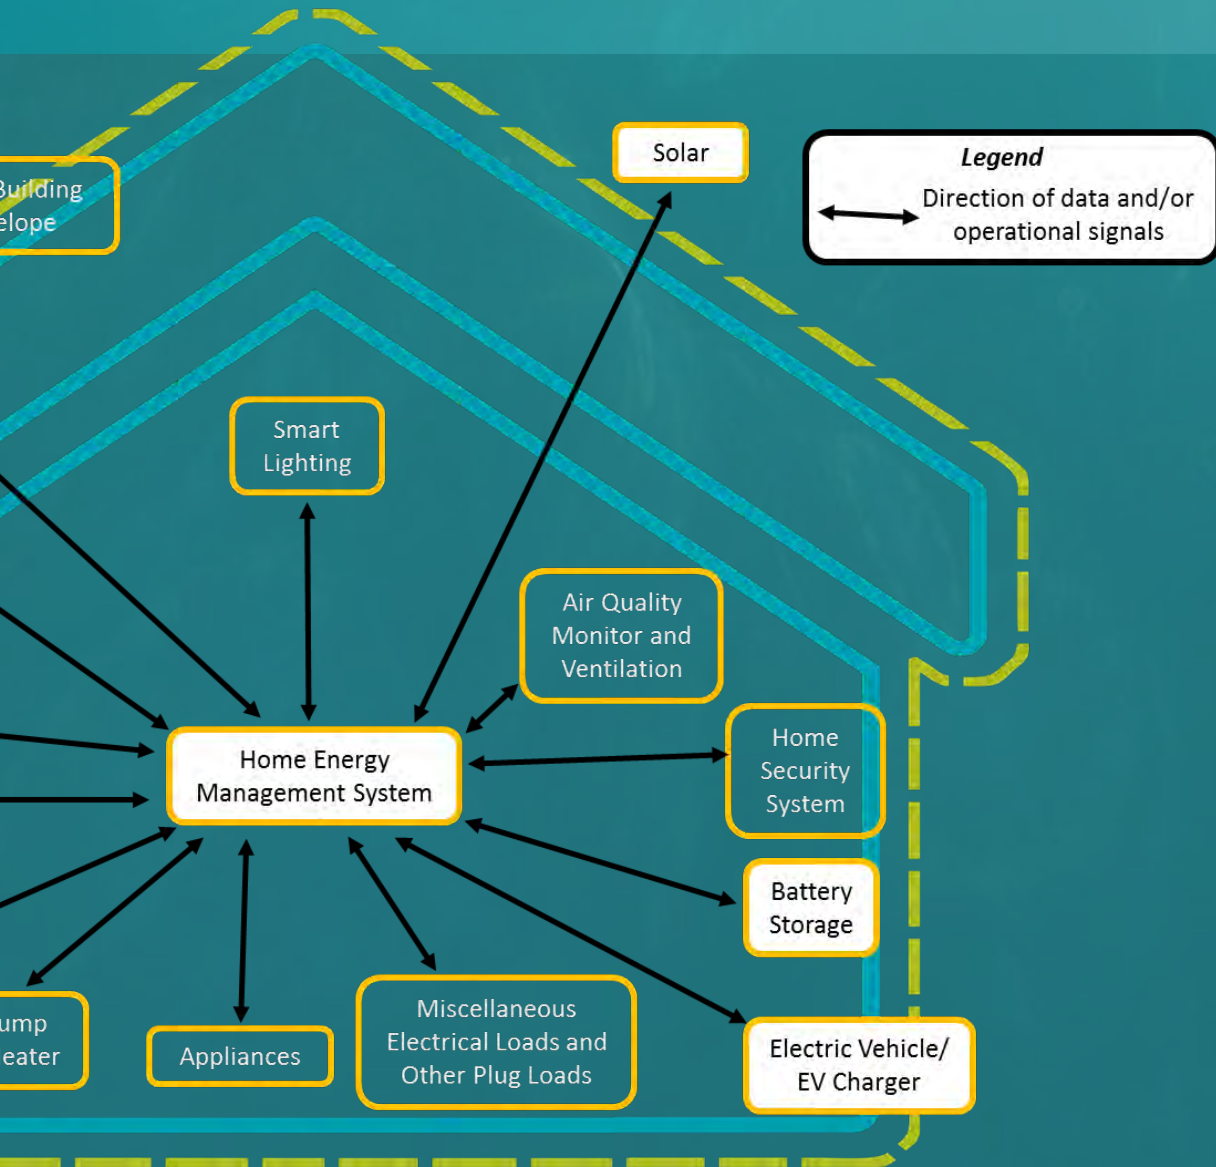 Solar
Legend
Direction of data and/or
operational signals
Building
elope
Smart
Lighting
Air Quality
Monitor and
Ventilation
Home Energy
Management System
Home
Security
System
Battery
Storage
ump
eater
Appliances
Miscellaneous
Electrical Loads and
Other Plug Loads
Electric Vehicle/
EV Charger